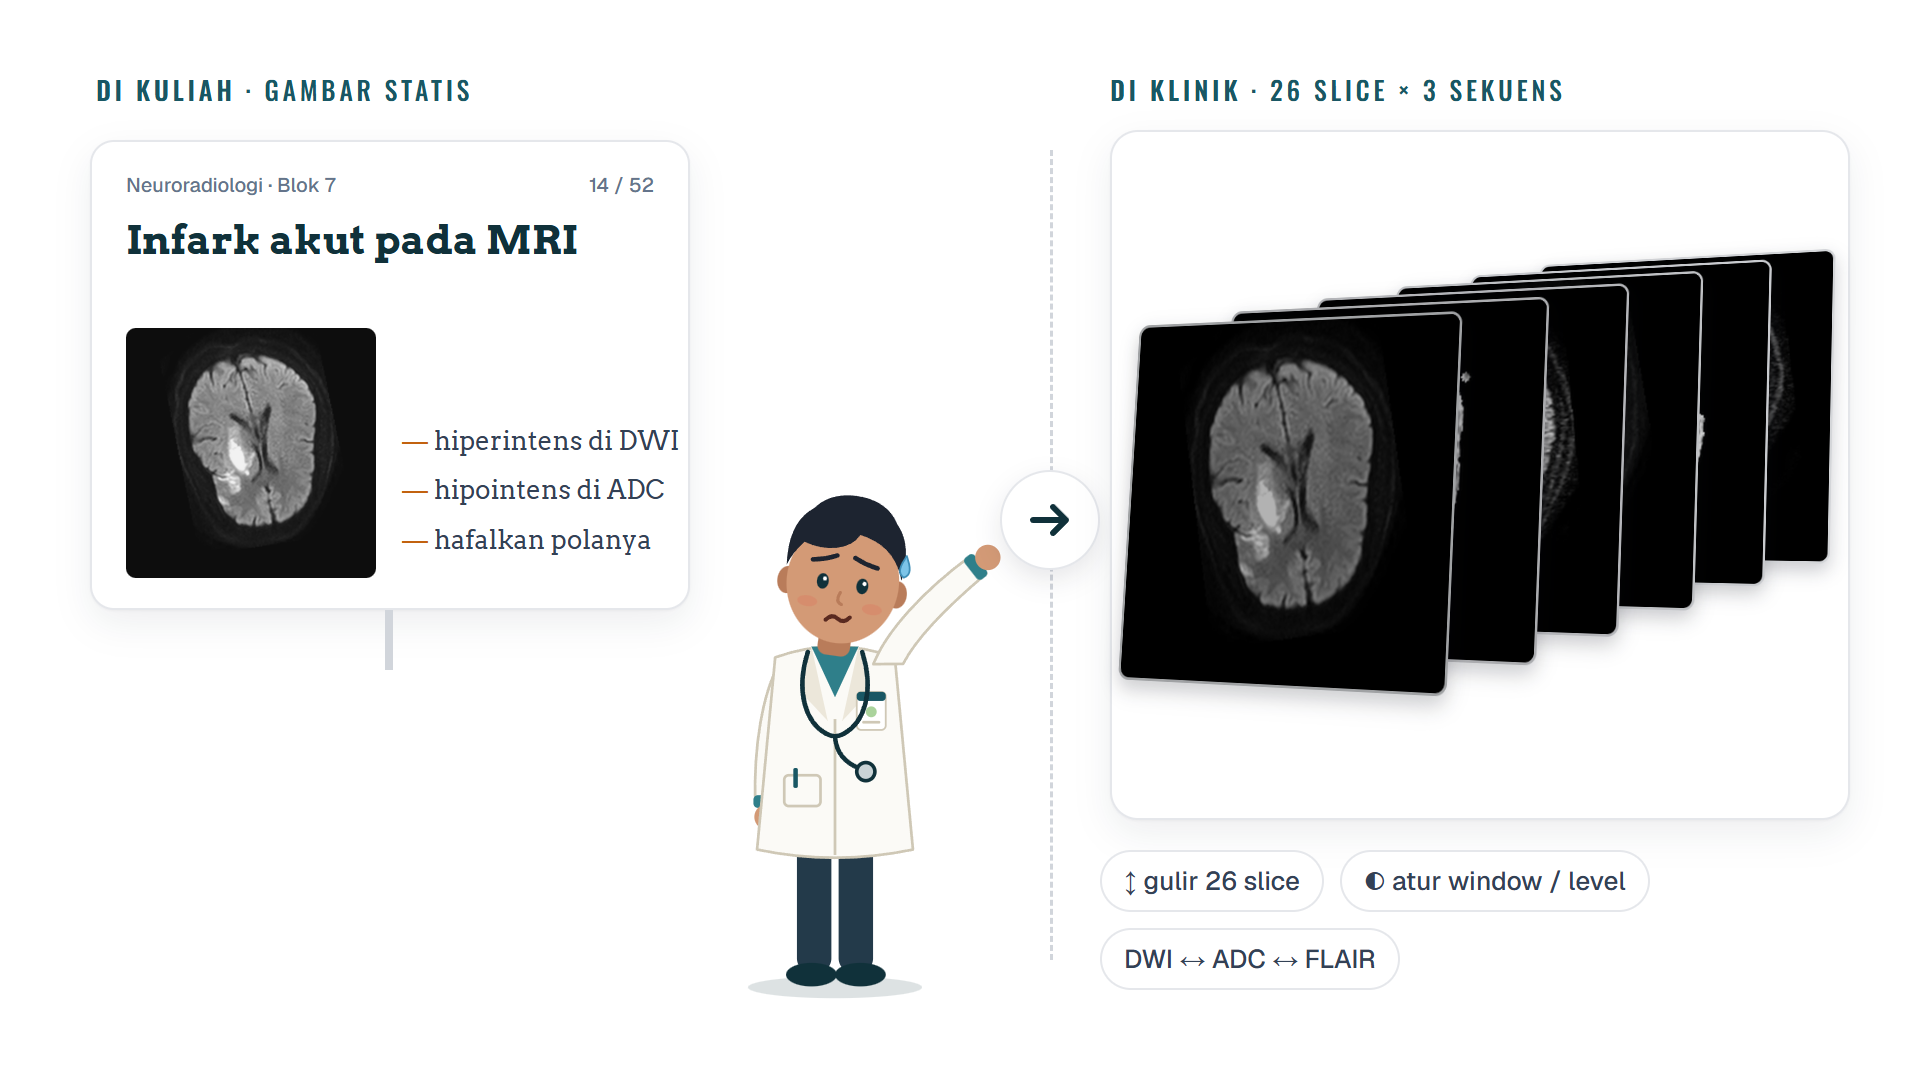 DI KULIAH · GAMBAR STATIS
Neuroradiologi · Blok 7
14 / 52
Infark akut pada MRI
— hiperintens di DWI
— hipointens di ADC
— hafalkan polanya
DI KLINIK · 26 SLICE × 3 SEKUENS
↕ gulir 26 slice
◐ atur window / level
DWI ↔ ADC ↔ FLAIR